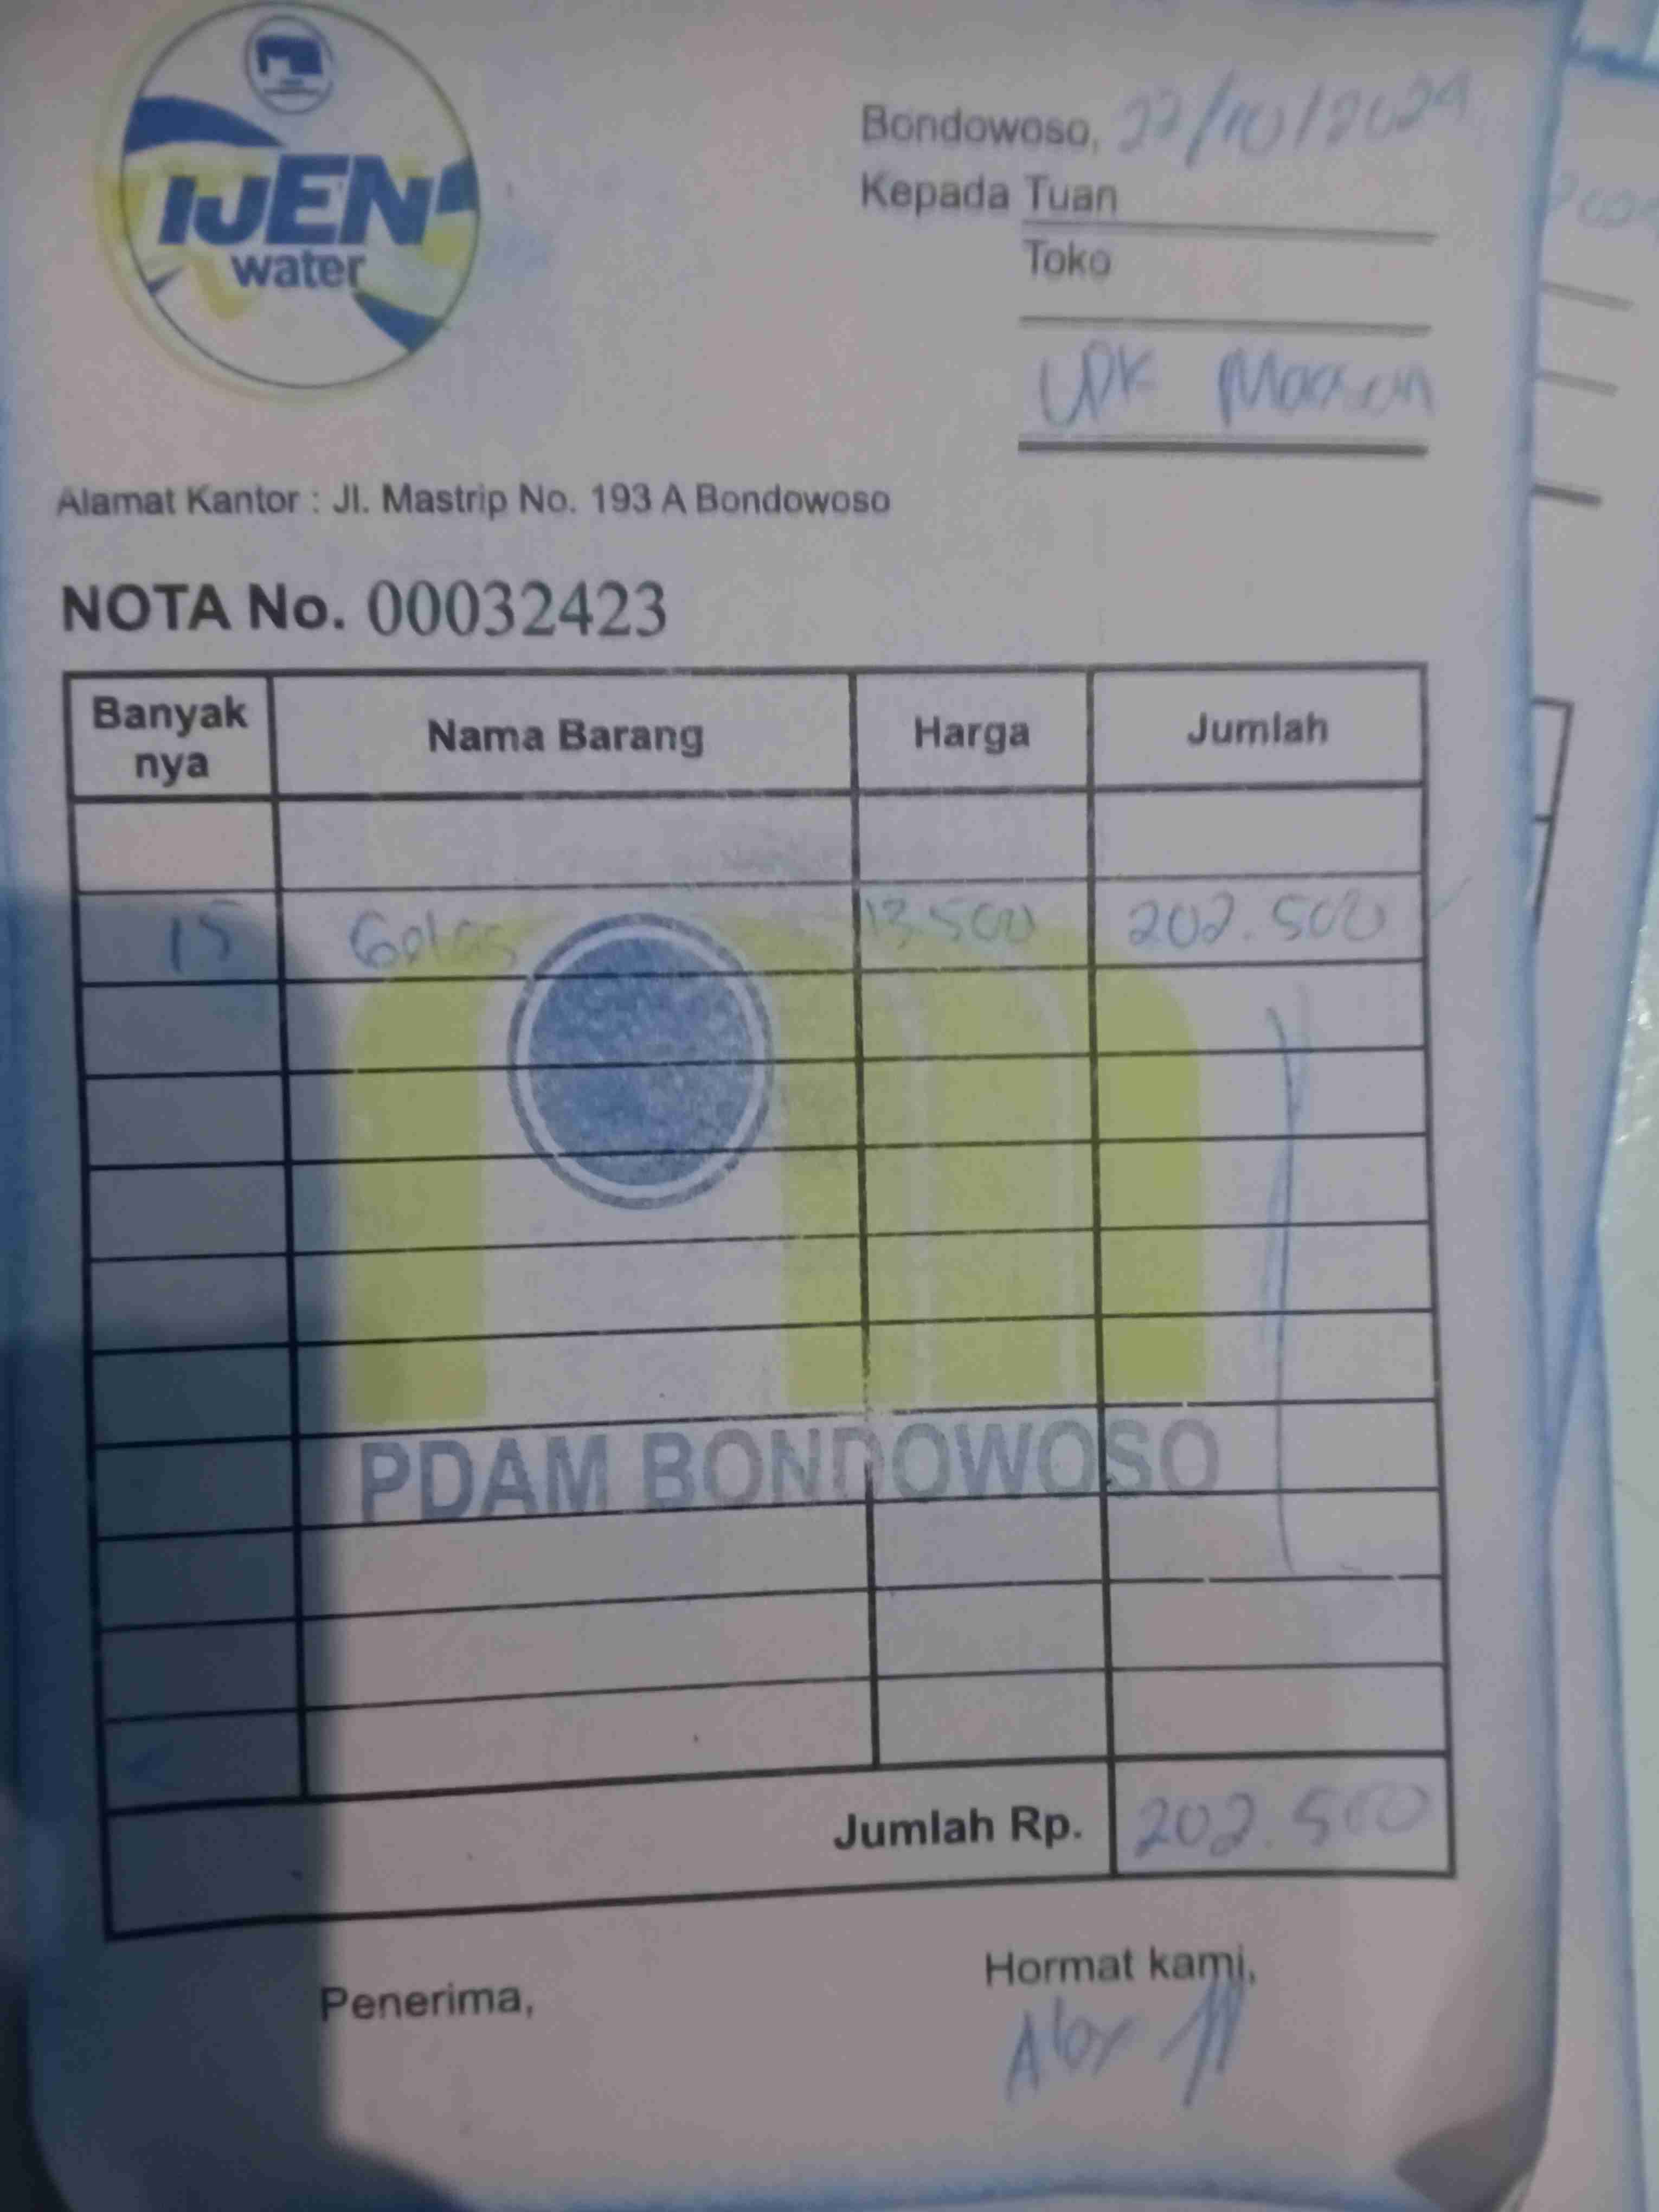 IJEN
water
Bondowoso, 22/10/2024
Kepada Tuan
Toko
UPK
Alamat Kantor : Jl. Mastrip No. 193 A Bondowoso
NOTA No. 00032423
Banyak nya Nama Barang Harga Jumlah
15 Gelas 13.500 202.500
PDAM BONDOWOSO
Jumlah Rp. 202.500
Penerima, Hormat kami,
Alex